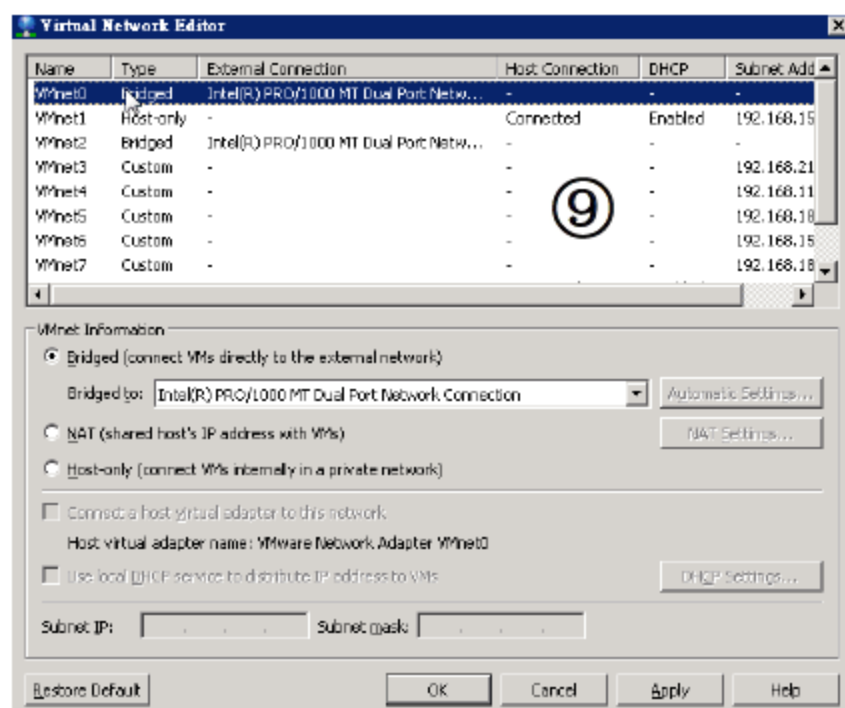 Virtual Network Editor
Name Type External Connection Host Connection DHCP Subnet Add
VMnet0 Bridged Intel(R) PRO/1000 MT Dual Port Netw... - - -
VMnet1 Host-only - Connected Enabled 192.168.15
VMnet2 Bridged Intel(R) PRO/1000 MT Dual Port Netw... - - -
VMnet3 Custom - - - 192.168.21
VMnet4 Custom - - - 192.168.11
VMnet5 Custom - - - 192.168.18
VMnet6 Custom - - - 192.168.15
VMnet7 Custom - - - 192.168.18
⑨
VMnet Information
Bridged (connect VMs directly to the external network)
Bridged to: Intel(R) PRO/1000 MT Dual Port Network Connection Automatic Settings...
NAT (shared host's IP address with VMs) NAT Settings...
Host-only (connect VMs internally in a private network)
Connect a host virtual adapter to this network
Host virtual adapter name: VMware Network Adapter VMnet0
Use local DHCP service to distribute IP address to VMs DHCP Settings...
Subnet IP: . . . Subnet mask: . . .
Restore Default OK Cancel Apply Help